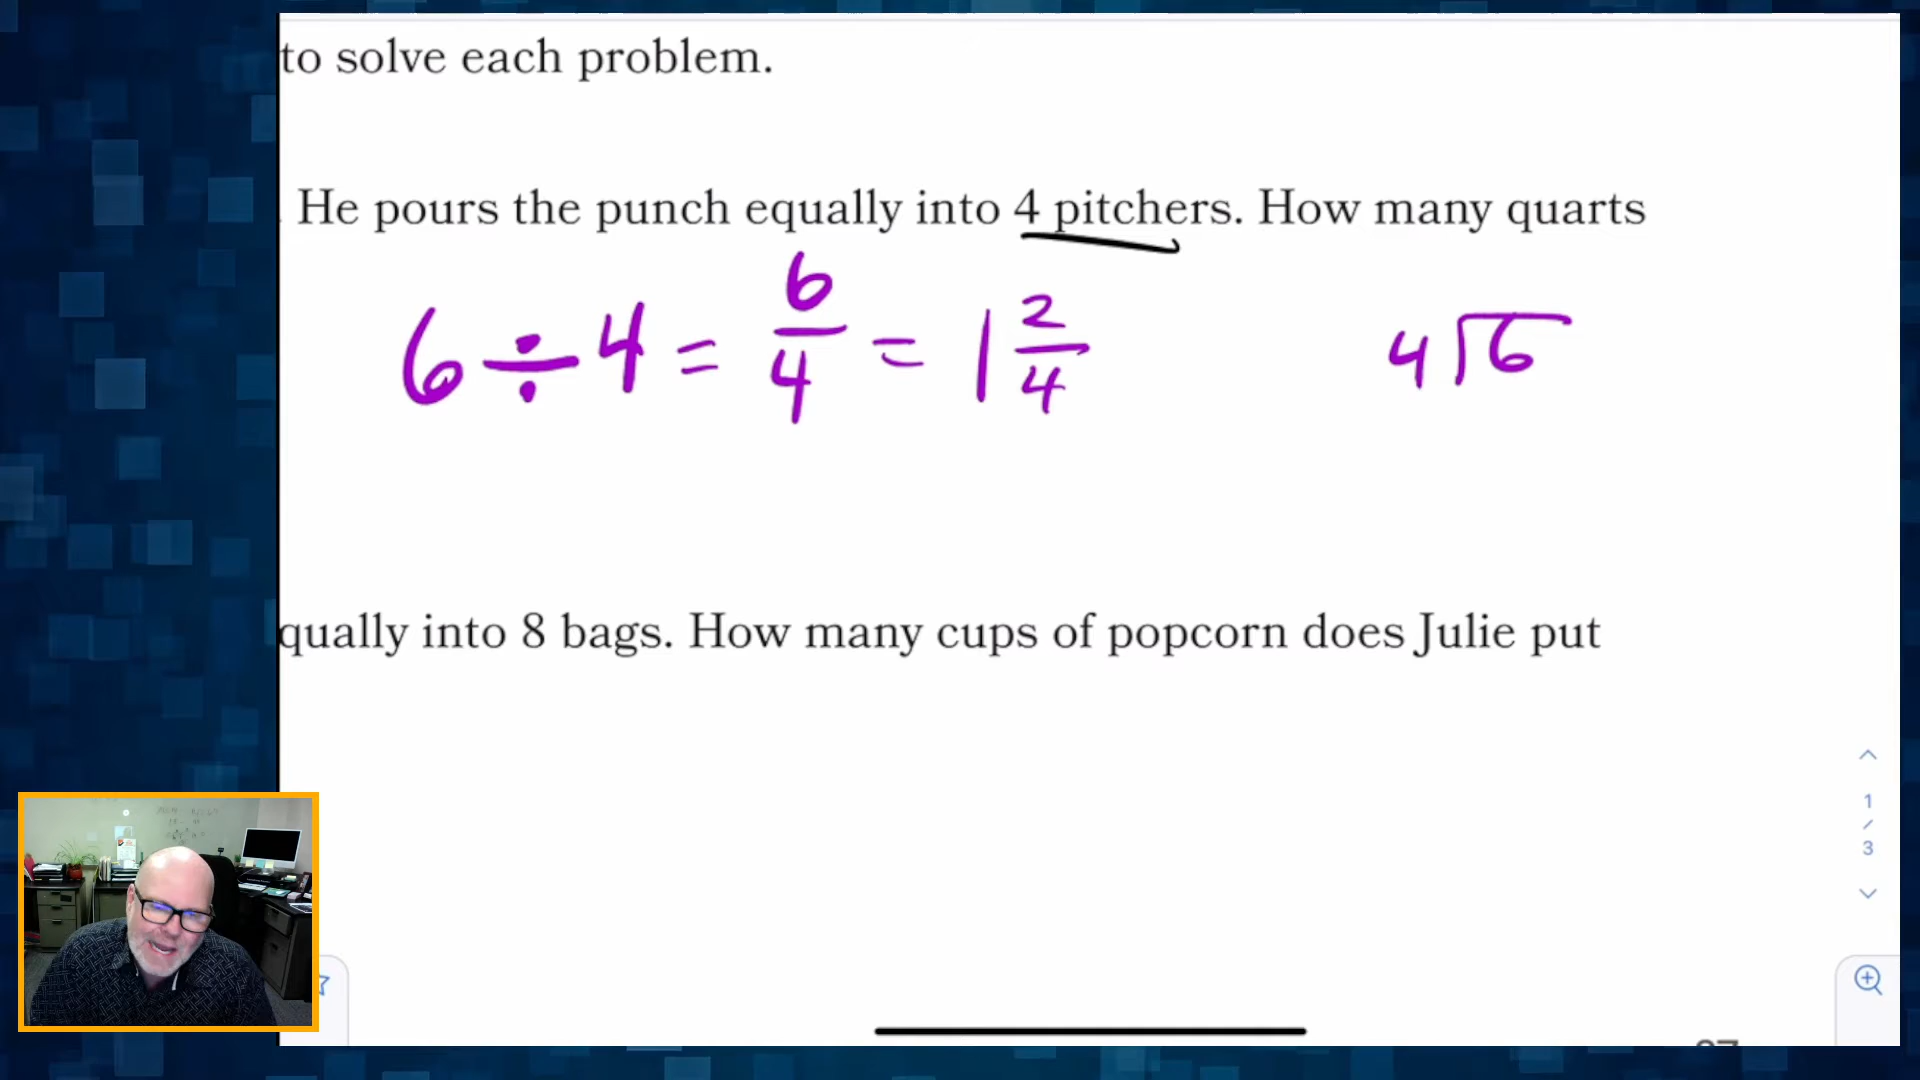 to solve each problem.
He pours the punch equally into 4 pitchers. How many quarts
6 ÷ 4 = 6/4 = 1 2/4
4⟌6
qually into 8 bags. How many cups of popcorn does Julie put
1
/
3